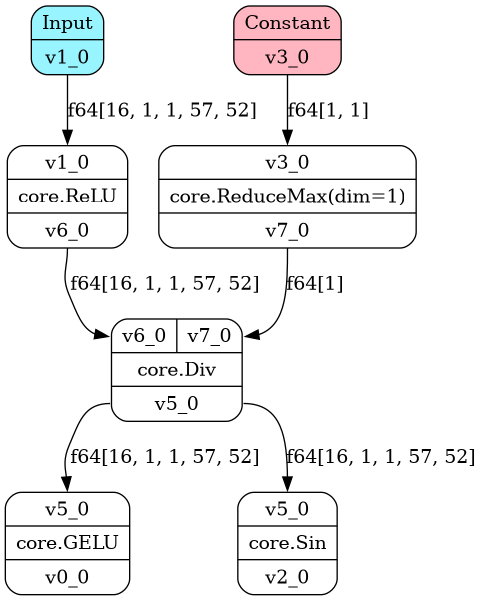 Input
v1_0
Constant
v3_0
f64[16, 1, 1, 57, 52]
f64[1, 1]
v1_0
core.ReLU
v6_0
v3_0
core.ReduceMax(dim=1)
v7_0
f64[16, 1, 1, 57, 52]
f64[1]
v6_0 v7_0
core.Div
v5_0
f64[16, 1, 1, 57, 52]
f64[16, 1, 1, 57, 52]
v5_0
core.GELU
v0_0
v5_0
core.Sin
v2_0